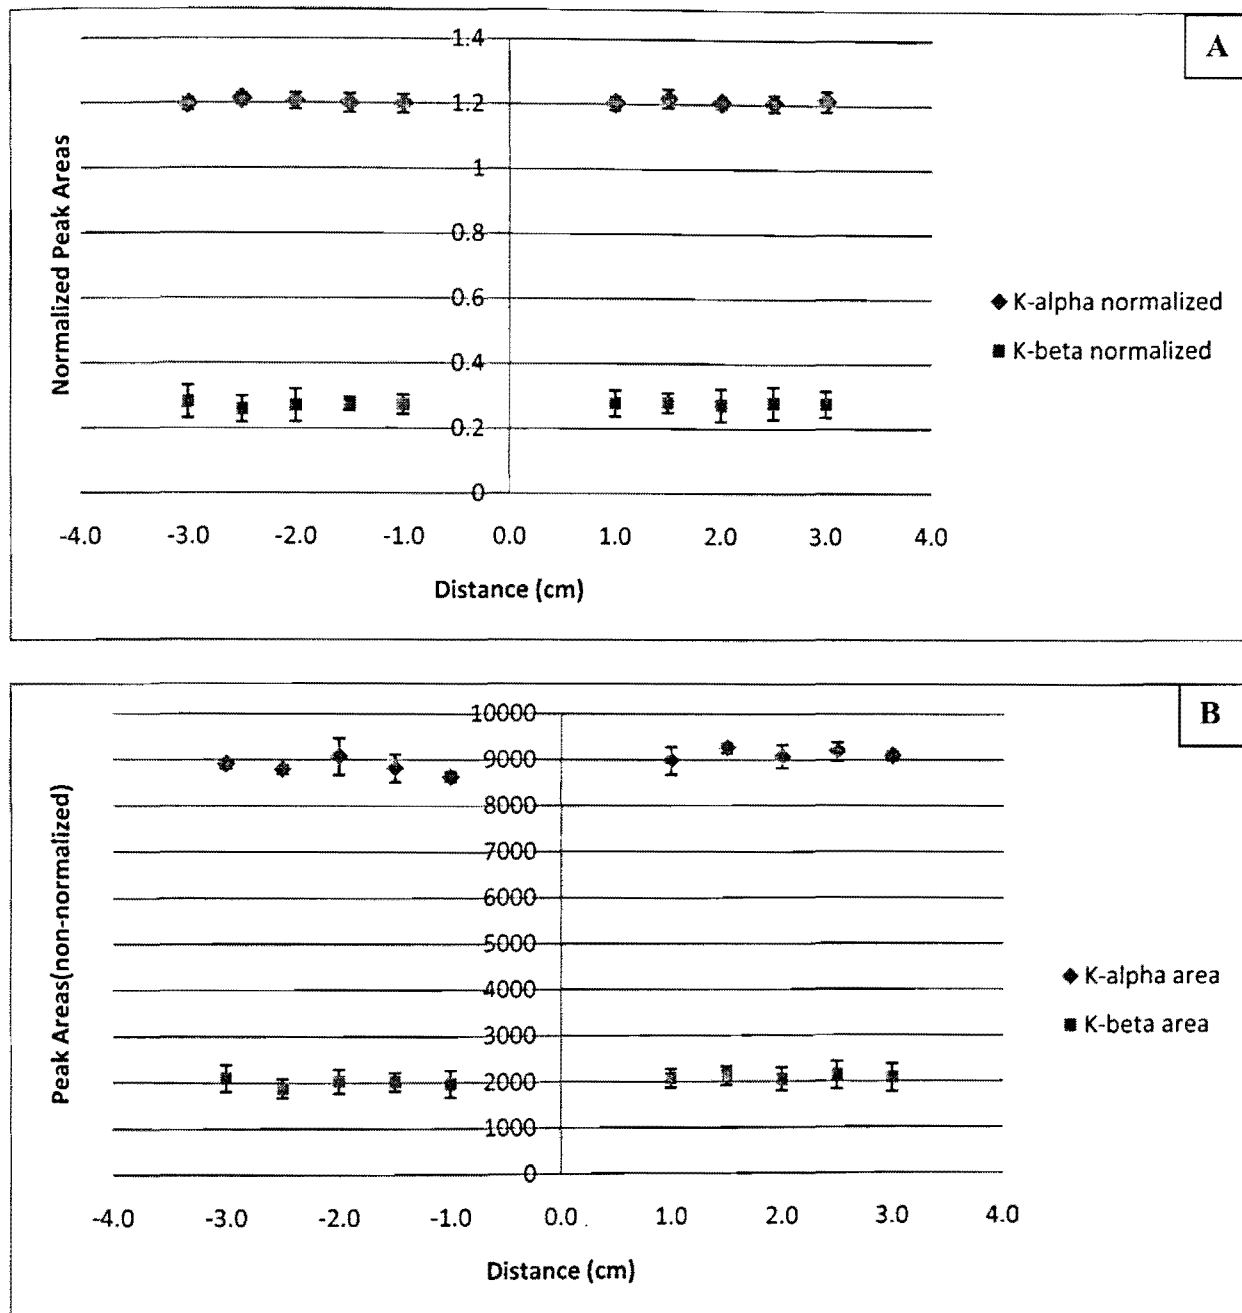 A
Normalized Peak Areas
1.4
1.2
1
0.8
0.6
0.4
0.2
0
-4.0 -3.0 -2.0 -1.0 0.0 1.0 2.0 3.0 4.0
Distance (cm)
K-alpha normalized
K-beta normalized
B
Peak Areas(non-normalized)
10000
9000
8000
7000
6000
5000
4000
3000
2000
1000
0
-4.0 -3.0 -2.0 -1.0 0.0 1.0 2.0 3.0 4.0
Distance (cm)
K-alpha area
K-beta area